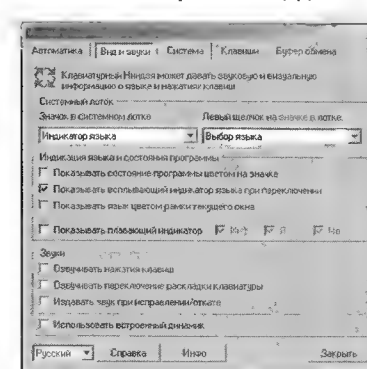 Автоматика Вид и звуки Система Клавиши Буфер обмена
Клавиатурный Ниндзя может давать звуковую и визуальную
информацию о языке и нажатиях клавиш
Системный лоток
Значок в системном лотке Левый щелчок на значке в лотке
Индикатор языка Выбор языка
Индикация языка и состояния программы
Показывать состояние программы цветом на значке
Показывать всплывающий индикатор языка при переключении
Показывать язык цветом рамки текущего окна
Показывать плавающий индикатор
Звуки
Озвучивать нажатия клавиш
Озвучивать переключение раскладки клавиатуры
Издавать звук при исправлении/откате
Использовать встроенный динамик
Русский Справка Инфо Закрыть